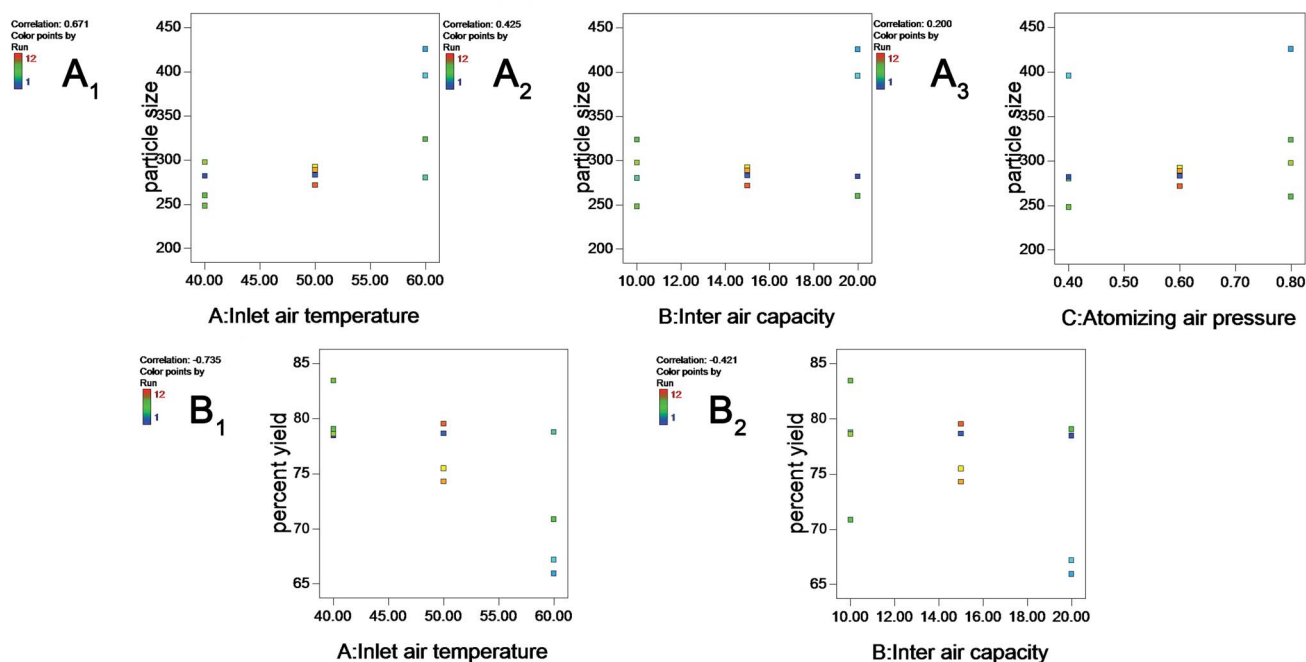 Correlation: 0.671
Color points by
Run
12
1
A1
particle size
450
400
350
300
250
200
40.00 45.00 50.00 55.00 60.00
A:Inlet air temperature
Correlation: 0.425
Color points by
Run
12
1
A2
particle size
450
400
350
300
250
200
10.00 12.00 14.00 16.00 18.00 20.00
B:Inter air capacity
Correlation: 0.200
Color points by
Run
12
1
A3
particle size
450
400
350
300
250
200
0.40 0.50 0.60 0.70 0.80
C:Atomizing air pressure
Correlation: -0.735
Color points by
Run
12
1
B1
percent yield
85
80
75
70
65
40.00 45.00 50.00 55.00 60.00
A:Inlet air temperature
Correlation: -0.421
Color points by
Run
12
1
B2
percent yield
85
80
75
70
65
10.00 12.00 14.00 16.00 18.00 20.00
B:Inter air capacity